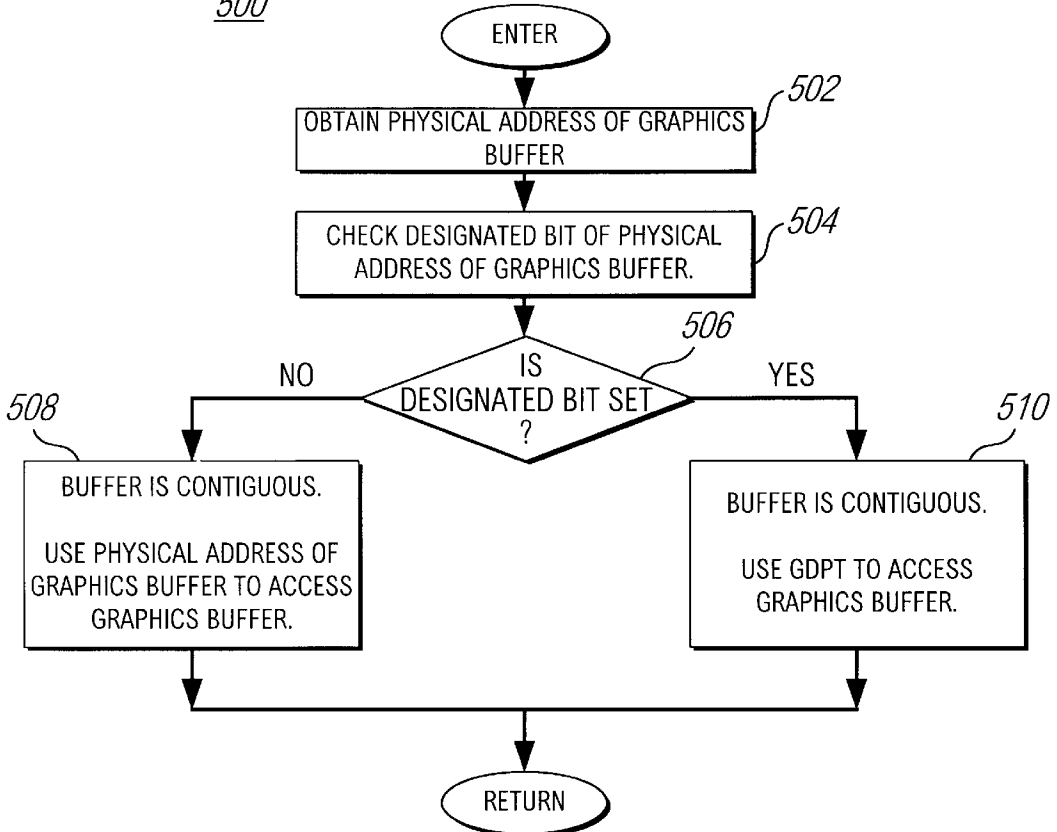 500
ENTER
502
OBTAIN PHYSICAL ADDRESS OF GRAPHICS
BUFFER
504
CHECK DESIGNATED BIT OF PHYSICAL
ADDRESS OF GRAPHICS BUFFER.
506
IS
DESIGNATED BIT SET
?
NO
YES
508
BUFFER IS CONTIGUOUS.
USE PHYSICAL ADDRESS OF
GRAPHICS BUFFER TO ACCESS
GRAPHICS BUFFER.
510
BUFFER IS CONTIGUOUS.
USE GDPT TO ACCESS
GRAPHICS BUFFER.
RETURN